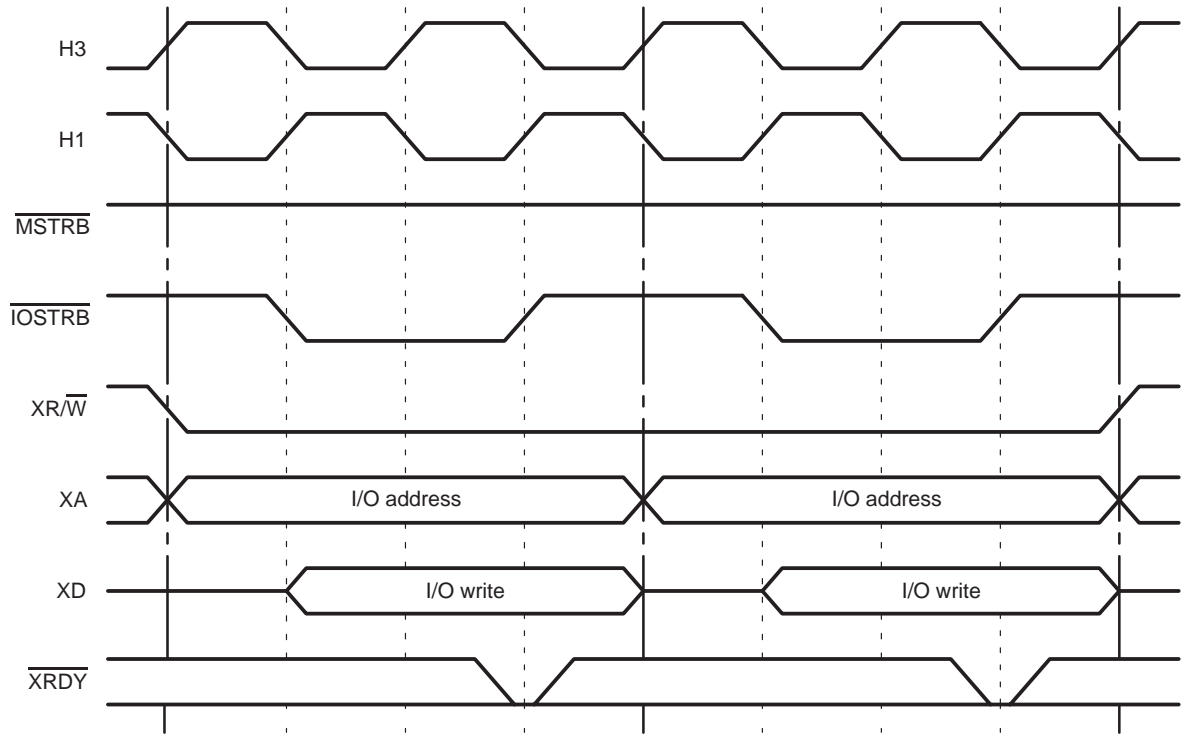 H3
H1
MSTRB
IOSTRB
XR/W
XA
I/O address
I/O address
XD
I/O write
I/O write
XRDY